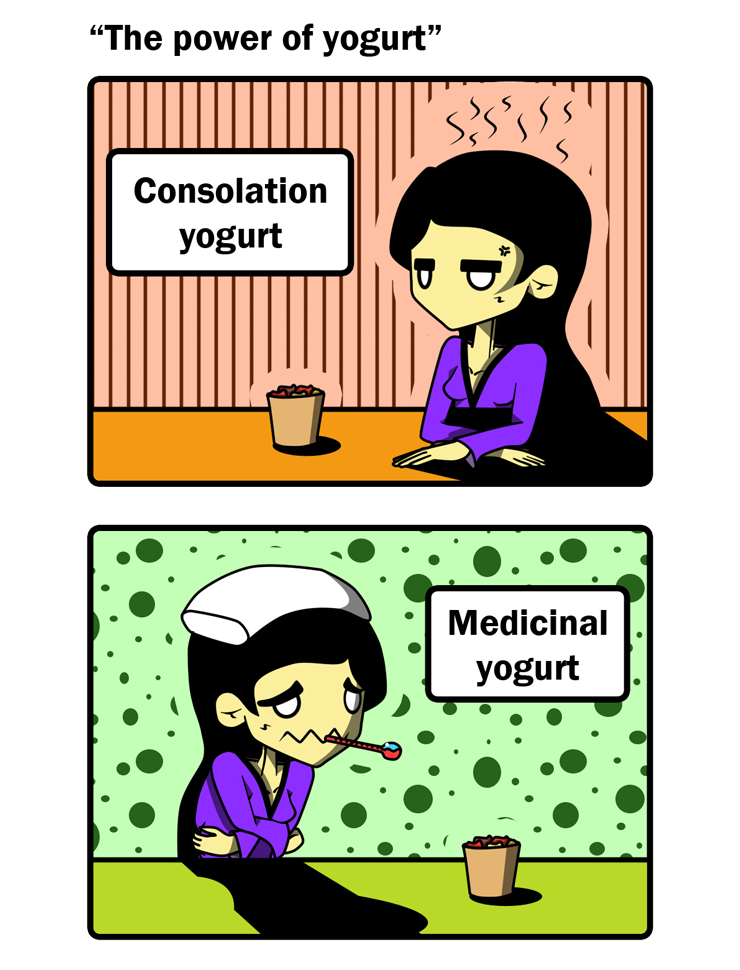 “The power of yogurt”
Consolation
yogurt
Medicinal
yogurt